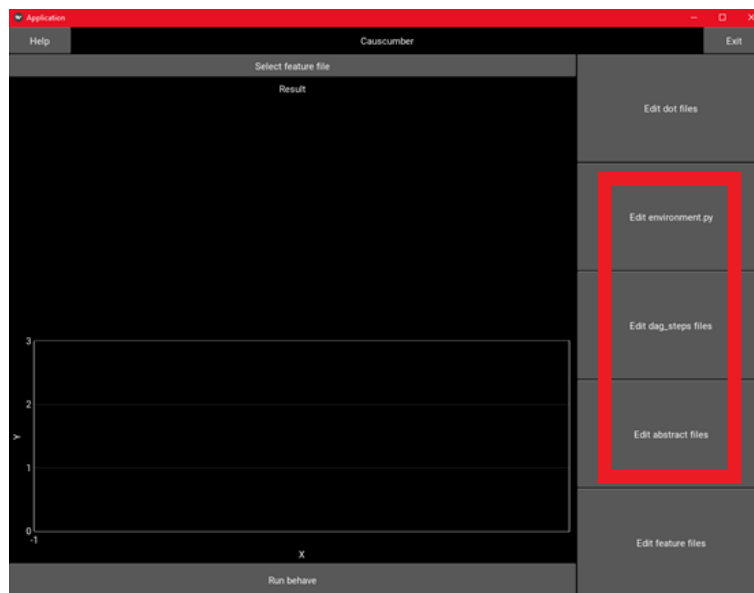 Application
Help
Causcumber
Exit
Select feature file
Result
Edit dot files
Edit environment.py
Edit dag_steps files
Edit abstract files
Edit feature files
3
2
Y
1
0
-1
X
Run behave